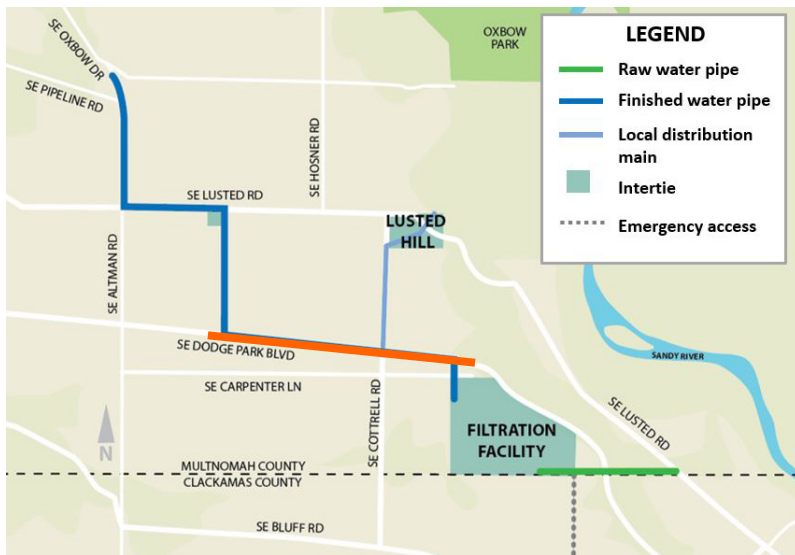 SE OXBOW DR
SE PIPELINE RD
OXBOW
PARK
LEGEND
Raw water pipe
Finished water pipe
Local distribution
main
Intertie
Emergency access
SE HOSNER RD
SE LUSTED RD
LUSTED
HILL
SE ALTMAN RD
SE DODGE PARK BLVD
SANDY RIVER
SE CARPENTER LN
SE COTTRELL RD
SE LUSTED RD
FILTRATION
FACILITY
N
MULTNOMAH COUNTY
CLACKAMAS COUNTY
SE BLUFF RD